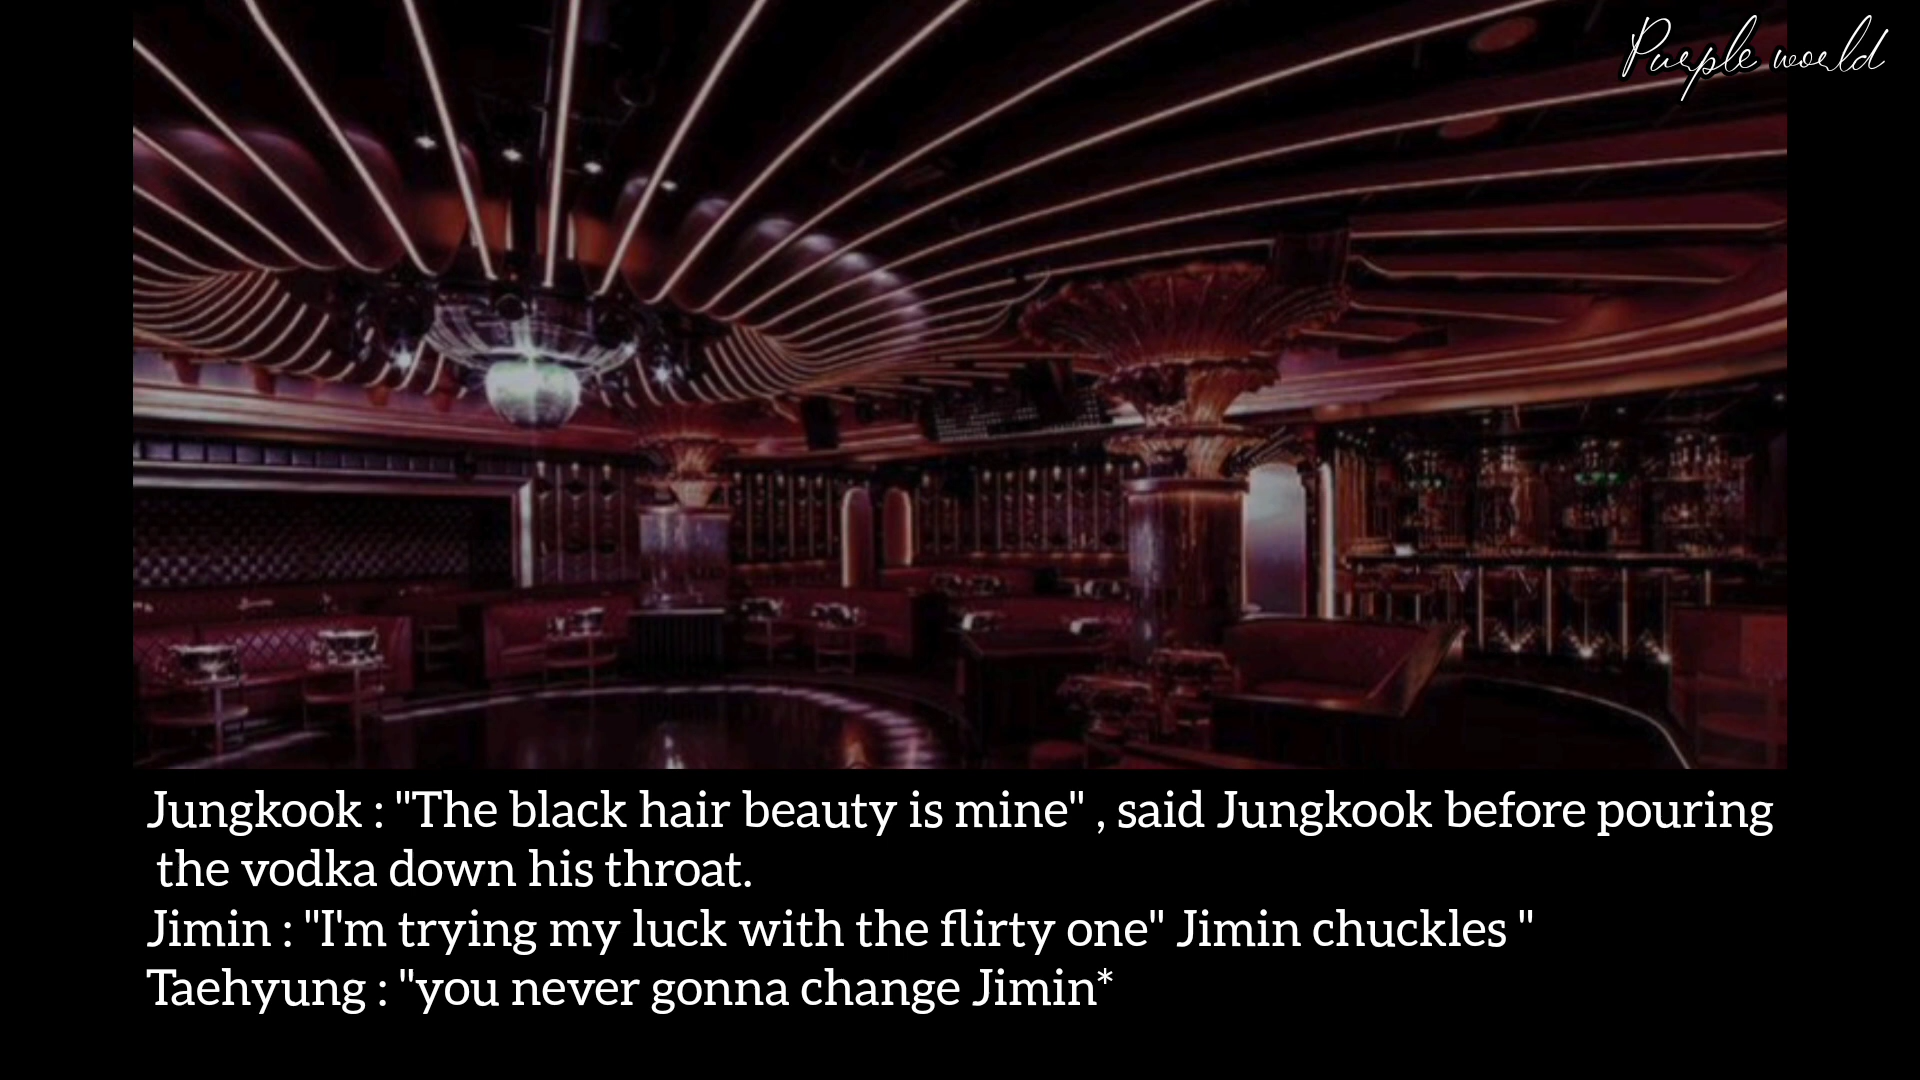 Purple world
Jungkook : "The black hair beauty is mine" , said Jungkook before pouring
the vodka down his throat.
Jimin : "I'm trying my luck with the flirty one" Jimin chuckles "
Taehyung : "you never gonna change Jimin*